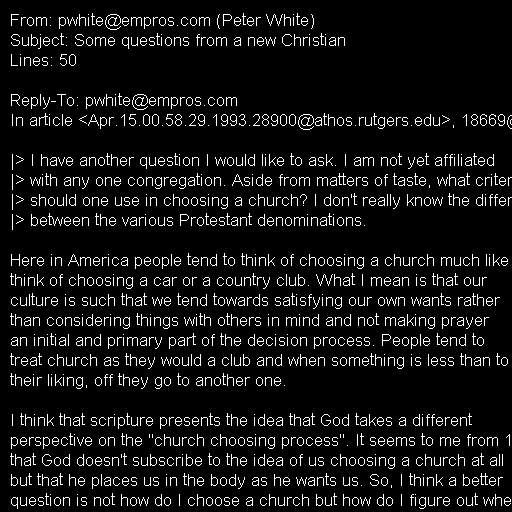 From: pwhite@empros.com (Peter White)
Subject: Some questions from a new Christian
Lines: 50
Reply-To: pwhite@empros.com
In article <Apr.15.00.58.29.1993.28900@athos.rutgers.edu>, 18669@
|> I have another question I would like to ask. I am not yet affiliated
|> with any one congregation. Aside from matters of taste, what
|> should one use in choosing a church? I don't really know the
|> between the various Protestant denominations.
Here in America people tend to think of choosing a church much like
think of choosing a car or a country club. What I mean is that our
culture is such that we tend towards satisfying our own wants rather
than considering things with others in mind and not making prayer
an initial and primary part of the decision process. People tend to
treat church as they would a club and when something is less than to
their liking, off they go to another one.
I think that scripture presents the idea that God takes a different
perspective on the "church choosing process". It seems to me from
that God doesn't subscribe to the idea of us choosing a church at all
but that he places us in the body as he wants us. So, I think a better
question is not how do I choose a church but how do I figure out